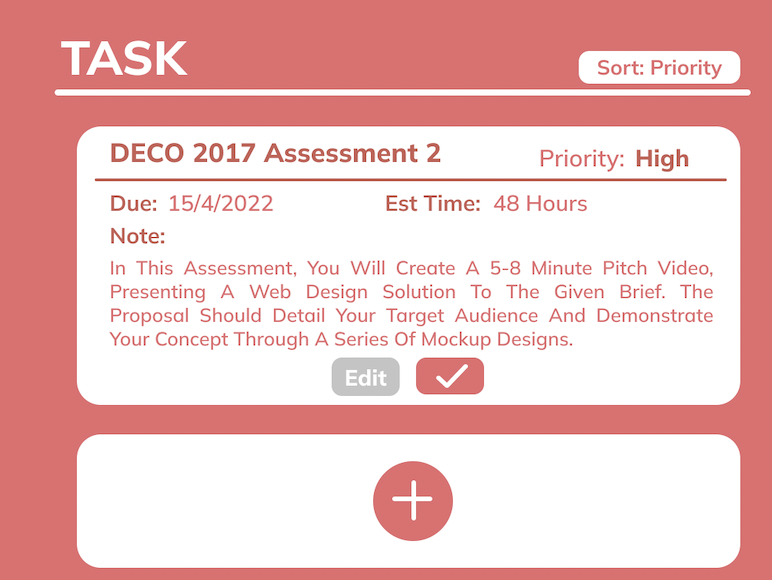 TASK
Sort: Priority
DECO 2017 Assessment 2
Priority: High
Due: 15/4/2022
Est Time: 48 Hours
Note:
In This Assessment, You Will Create A 5-8 Minute Pitch Video,
Presenting A Web Design Solution To The Given Brief. The
Proposal Should Detail Your Target Audience And Demonstrate
Your Concept Through A Series Of Mockup Designs.
Edit